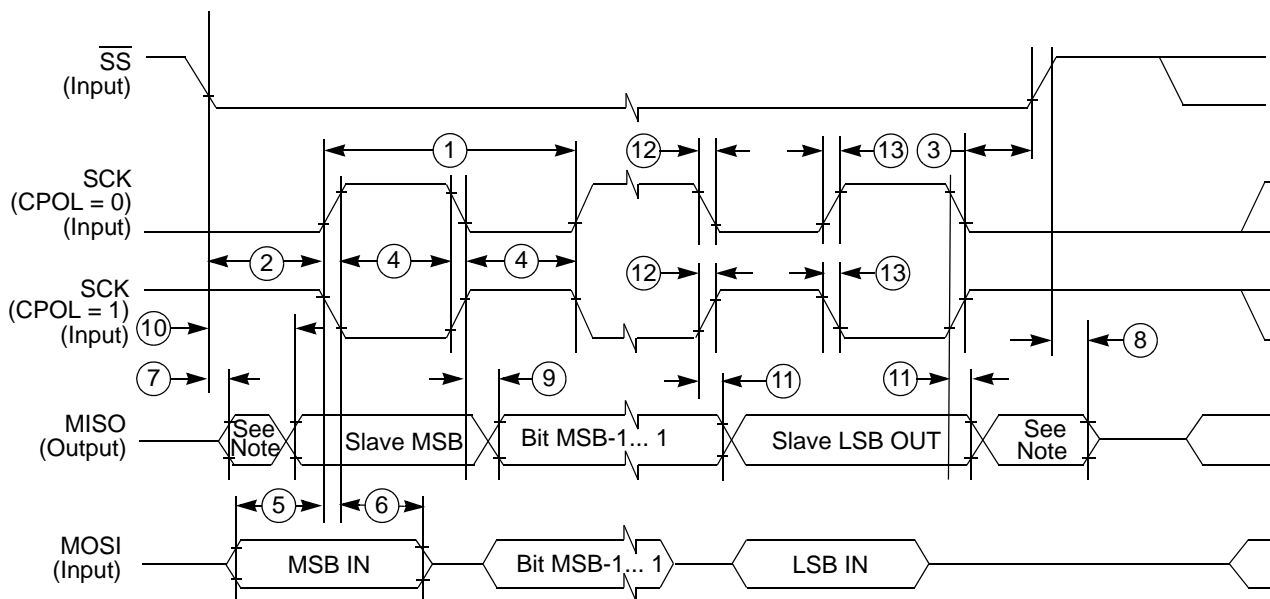 SS
(Input)
1
12
13
3
SCK
(CPOL = 0)
(Input)
2
4
4
12
13
SCK
(CPOL = 1)
(Input)
10
8
7
9
11
11
MISO
(Output)
See
Note
Slave MSB
Bit MSB-1... 1
Slave LSB OUT
See
Note
5
6
MOSI
(Input)
MSB IN
Bit MSB-1... 1
LSB IN